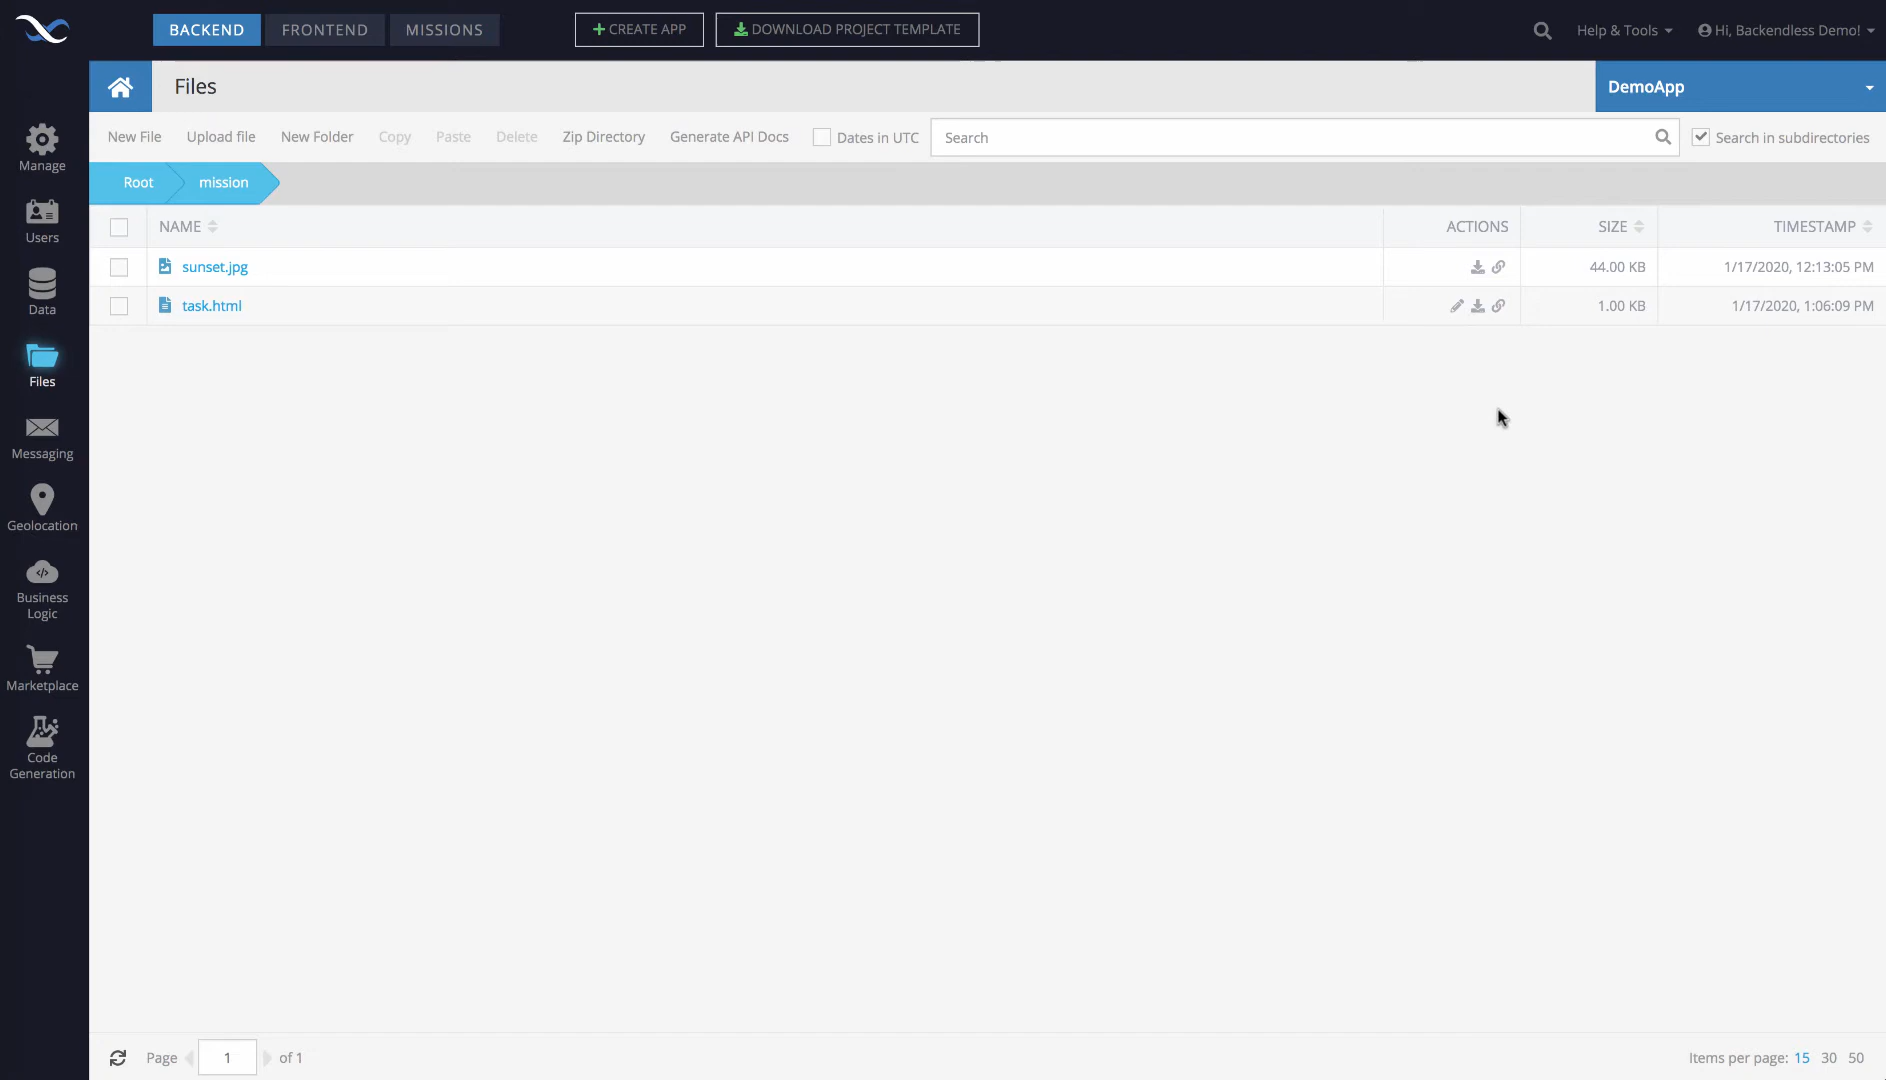 BACKEND FRONTEND MISSIONS CREATE APP DOWNLOAD PROJECT TEMPLATE Help & Tools Hi, Backendless Demo!
Files DemoApp
New File Upload file New Folder Copy Paste Delete Zip Directory Generate API Docs Dates in UTC Search Search in subdirectories
Root mission
NAME ACTIONS SIZE TIMESTAMP
sunset.jpg 44.00 KB 1/17/2020, 12:13:05 PM
task.html 1.00 KB 1/17/2020, 1:06:09 PM
Manage
Users
Data
Files
Messaging
Geolocation
Business
Logic
Marketplace
Code
Generation
Page 1 of 1 Items per page: 15 30 50